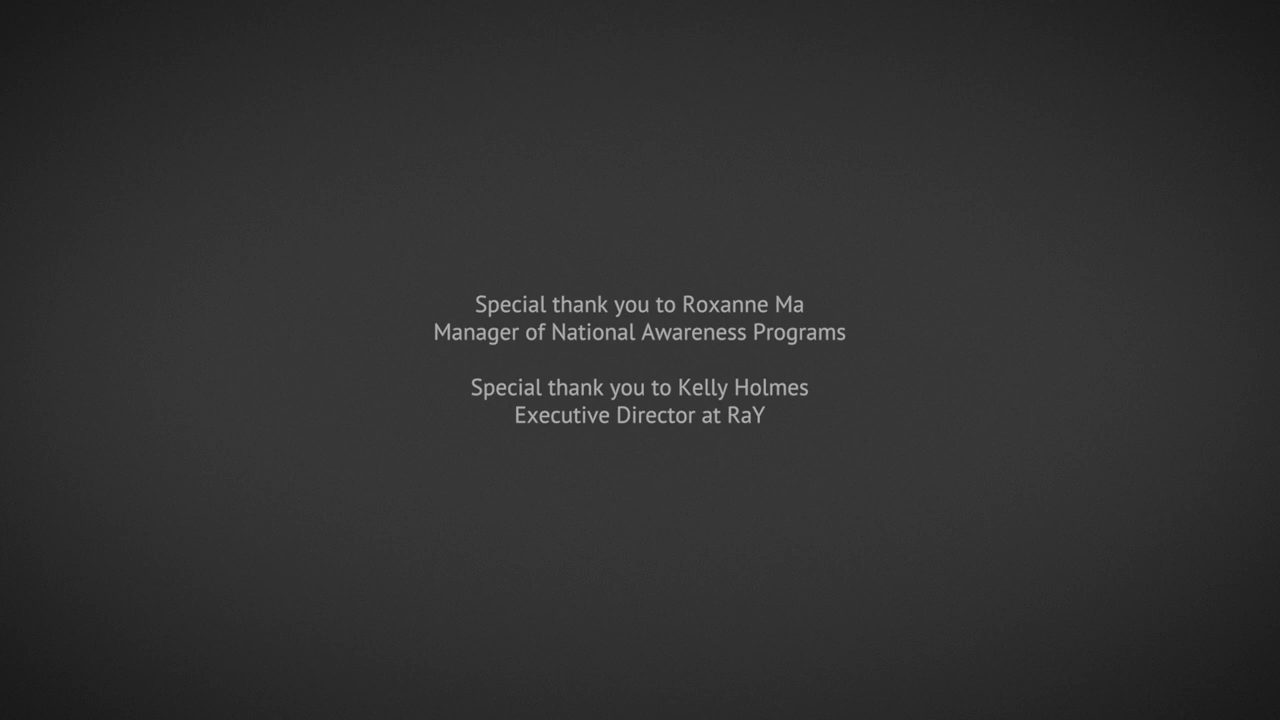 Special thank you to Roxanne Ma
Manager of National Awareness Programs
Special thank you to Kelly Holmes
Executive Director at RaY